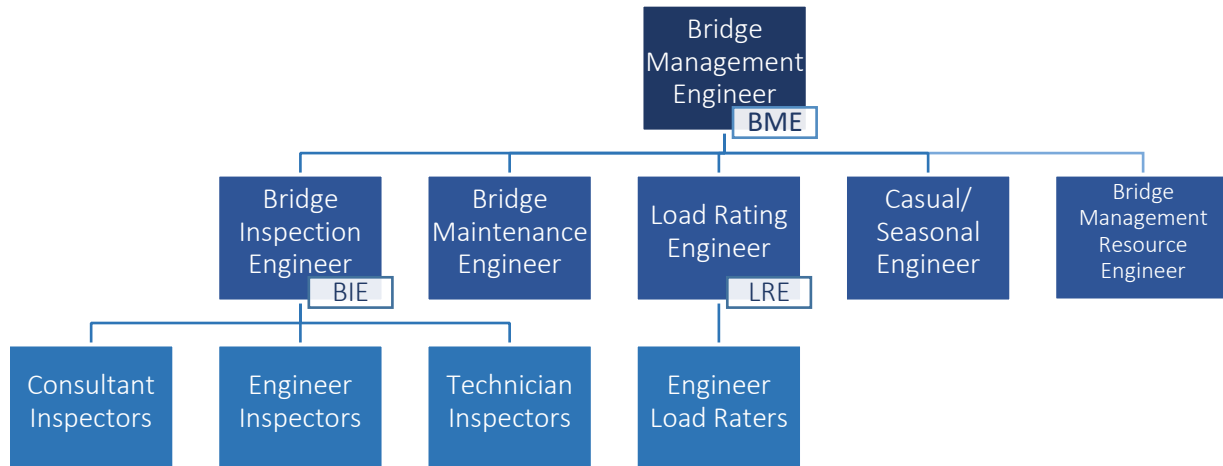 Bridge
Management
Engineer
BME
Bridge
Inspection
Engineer
BIE
Bridge
Maintenance
Engineer
Load Rating
Engineer
LRE
Casual/
Seasonal
Engineer
Bridge
Management
Resource
Engineer
Consultant
Inspectors
Engineer
Inspectors
Technician
Inspectors
Engineer
Load Raters